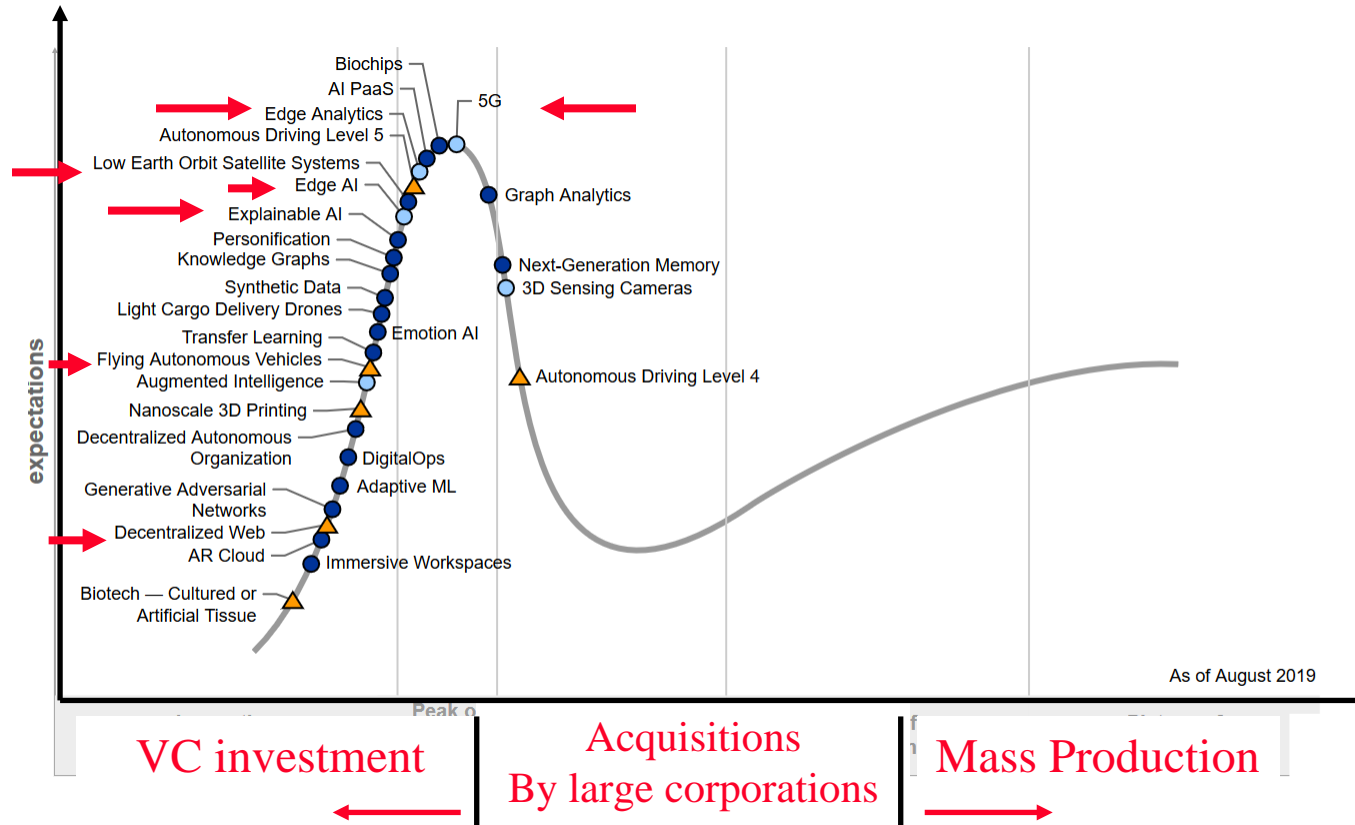 Biochips
AI PaaS
5G
Edge Analytics
Autonomous Driving Level 5
Low Earth Orbit Satellite Systems
Edge AI
Graph Analytics
Explainable AI
Personification
Knowledge Graphs
Next-Generation Memory
Synthetic Data
3D Sensing Cameras
Light Cargo Delivery Drones
Emotion AI
Transfer Learning
Flying Autonomous Vehicles
Autonomous Driving Level 4
Augmented Intelligence
expectations
Nanoscale 3D Printing
Decentralized Autonomous
Organization
DigitalOps
Adaptive ML
Generative Adversarial
Networks
Decentralized Web
AR Cloud
Immersive Workspaces
Biotech — Cultured or
Artificial Tissue
As of August 2019
Peak o
VC investment
Acquisitions
By large corporations
Mass Production